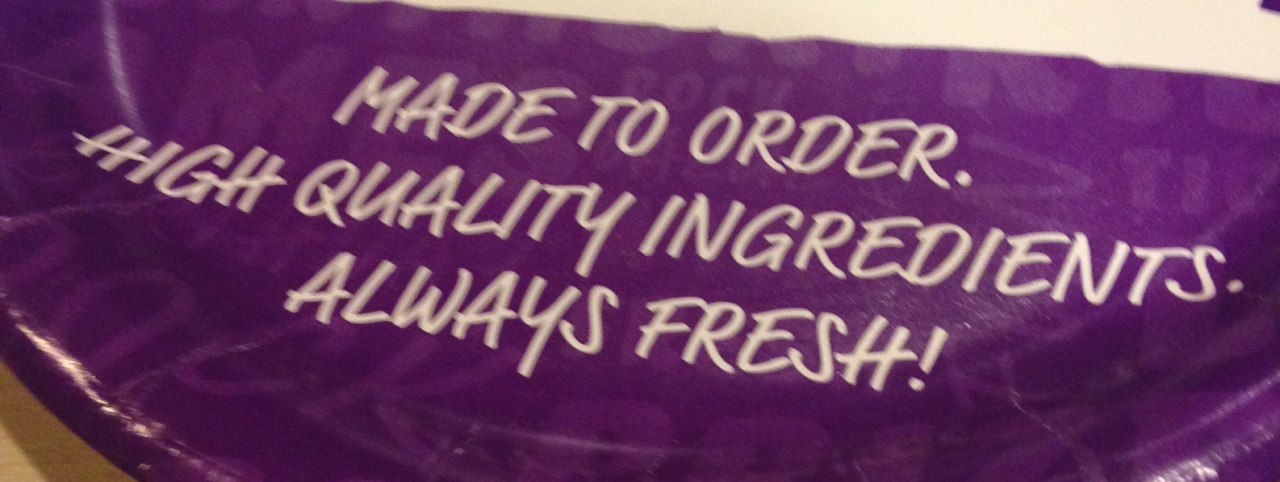 MADE TO ORDER.
HIGH QUALITY INGREDIENTS.
ALWAYS FRESH!